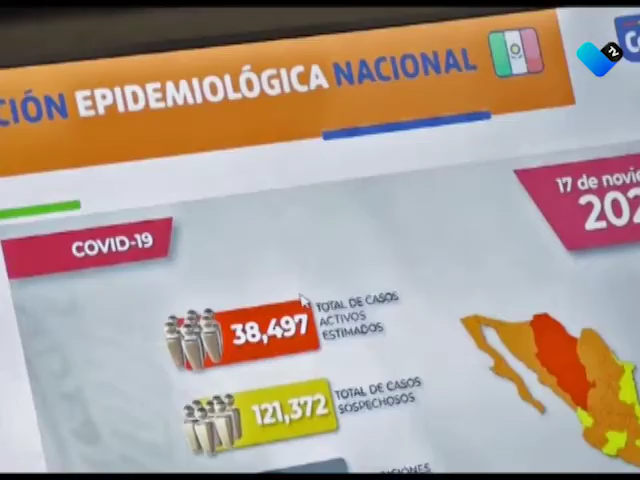 CIÓN EPIDEMIOLÓGICA NACIONAL
TV
17 de novie
202
COVID-19
38,497
TOTAL DE CASOS
ACTIVOS
ESTIMADOS
121,372
TOTAL DE CASOS
SOSPECHOSOS